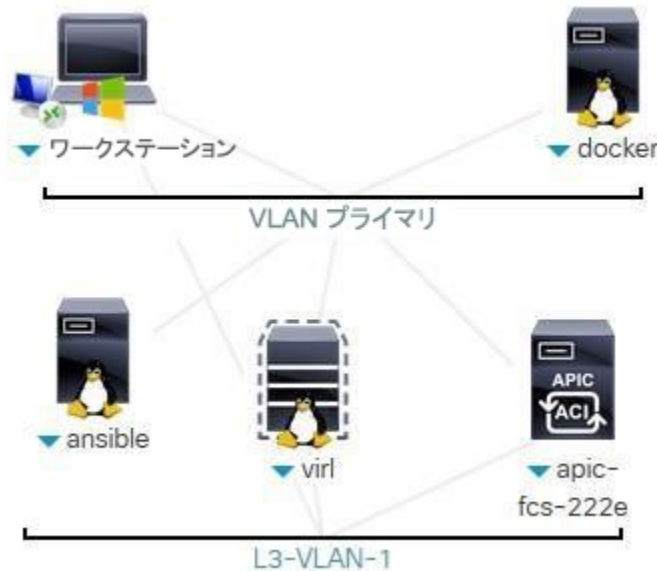 ワークステーション
docker
VLAN プライマリ
ansible
virl
APIC
ACI
apic-
fcs-222e
L3-VLAN-1